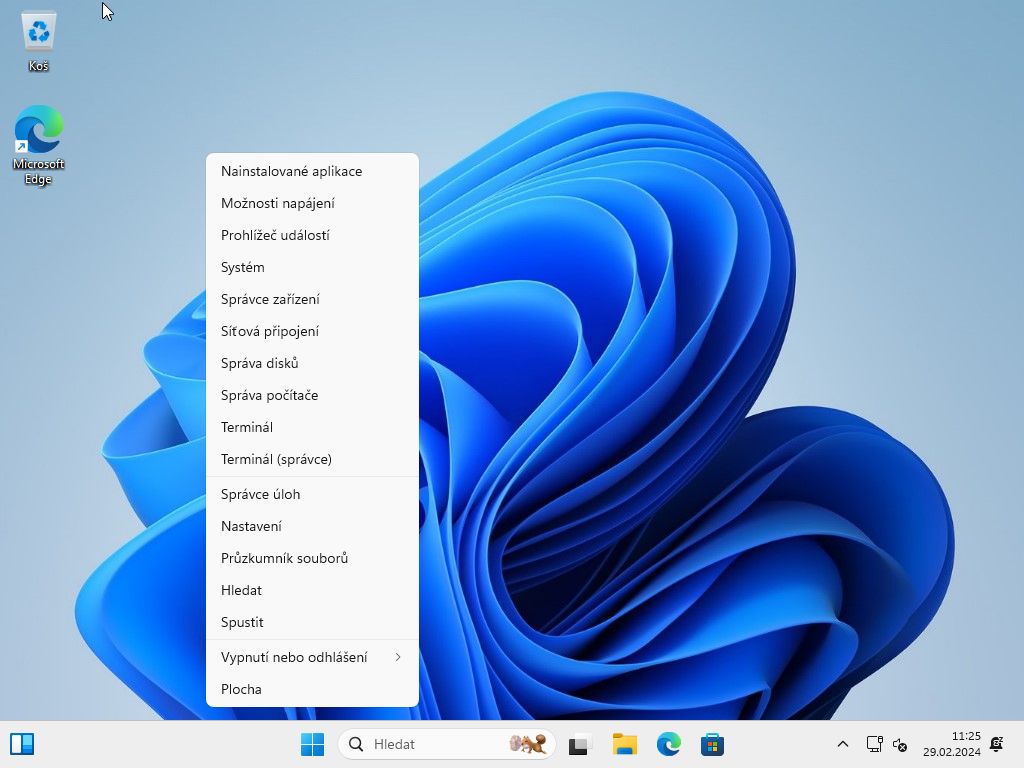 Koš
Microsoft
Edge
Nainstalované aplikace
Možnosti napájení
Prohlížeč událostí
Systém
Správce zařízení
Síťová připojení
Správa disků
Správa počítače
Terminál
Terminál (správce)
Správce úloh
Nastavení
Průzkumník souborů
Hledat
Spustit
Vypnutí nebo odhlášení
Plocha
Hledat
11:25
29.02.2024